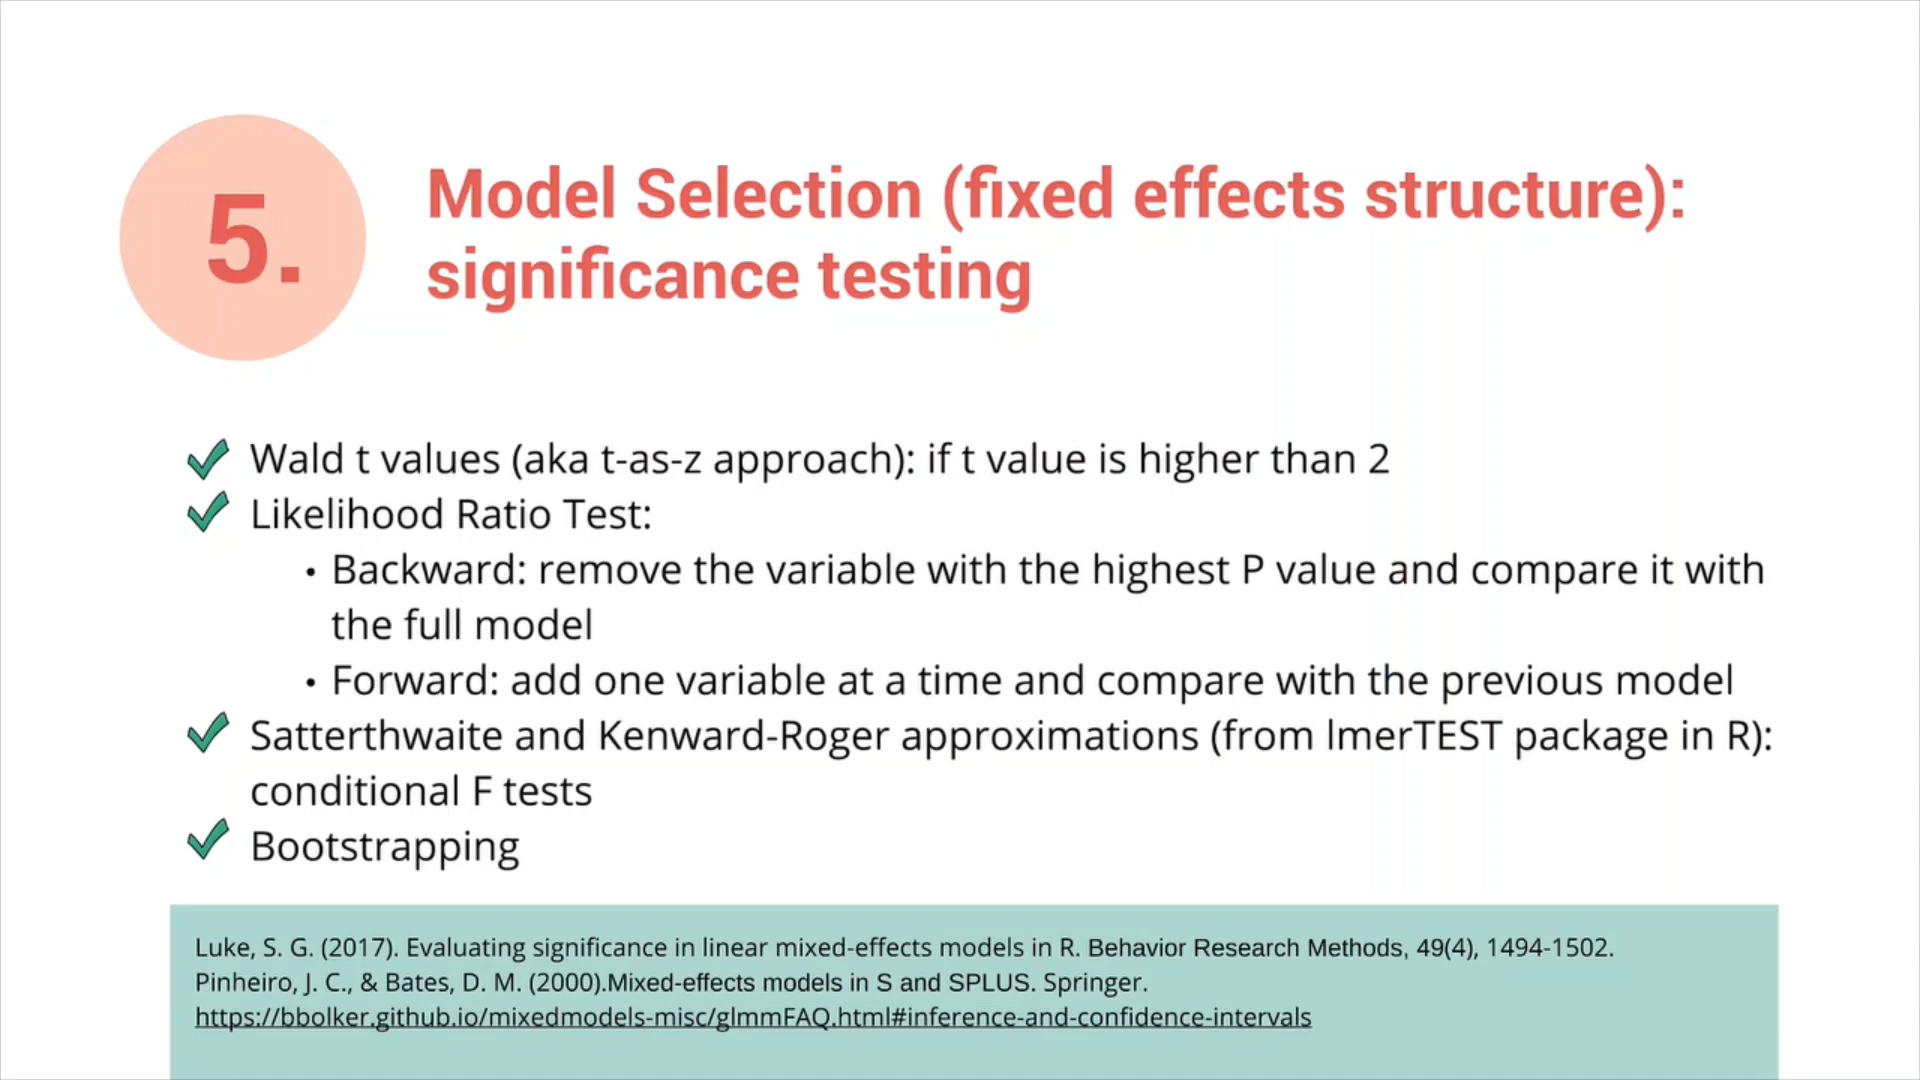 5.
Model Selection (fixed effects structure):
significance testing
Wald t values (aka t-as-z approach): if t value is higher than 2
Likelihood Ratio Test:
• Backward: remove the variable with the highest P value and compare it with
the full model
• Forward: add one variable at a time and compare with the previous model
Satterthwaite and Kenward-Roger approximations (from lmerTEST package in R):
conditional F tests
Bootstrapping
Luke, S. G. (2017). Evaluating significance in linear mixed-effects models in R. Behavior Research Methods, 49(4), 1494-1502.
Pinheiro, J. C., & Bates, D. M. (2000).Mixed-effects models in S and SPLUS. Springer.
https://bbolker.github.io/mixedmodels-misc/glmmFAQ.html#inference-and-confidence-intervals